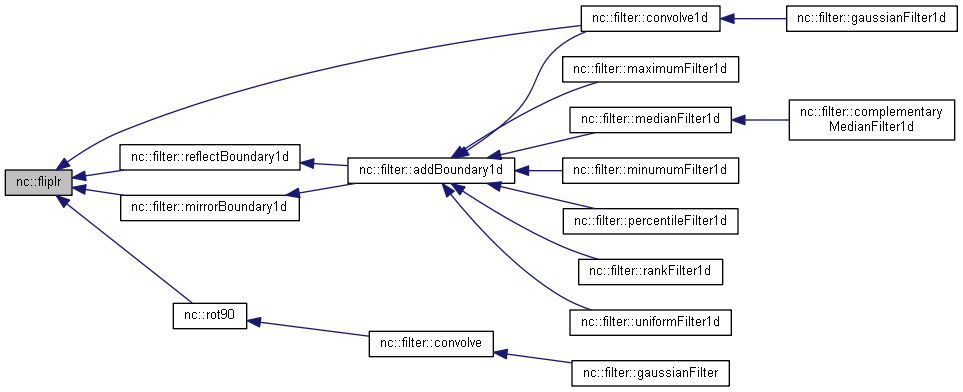 nc::fliplr
nc::filter::reflectBoundary1d
nc::filter::mirrorBoundary1d
nc::rot90
nc::filter::addBoundary1d
nc::filter::convolve
nc::filter::convolve1d
nc::filter::maximumFilter1d
nc::filter::medianFilter1d
nc::filter::minumumFilter1d
nc::filter::percentileFilter1d
nc::filter::rankFilter1d
nc::filter::uniformFilter1d
nc::filter::gaussianFilter
nc::filter::gaussianFilter1d
nc::filter::complementary
MedianFilter1d